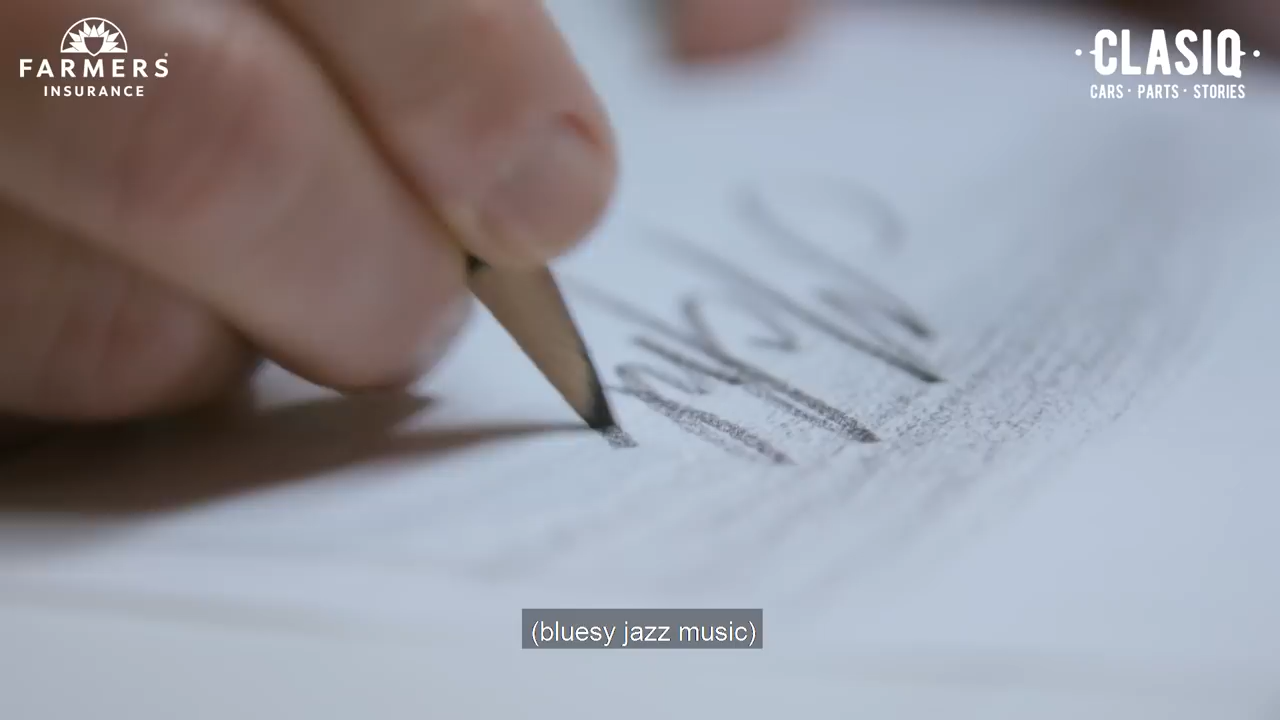 FARMERS
INSURANCE
CLASIQ
CARS · PARTS · STORIES
(bluesy jazz music)